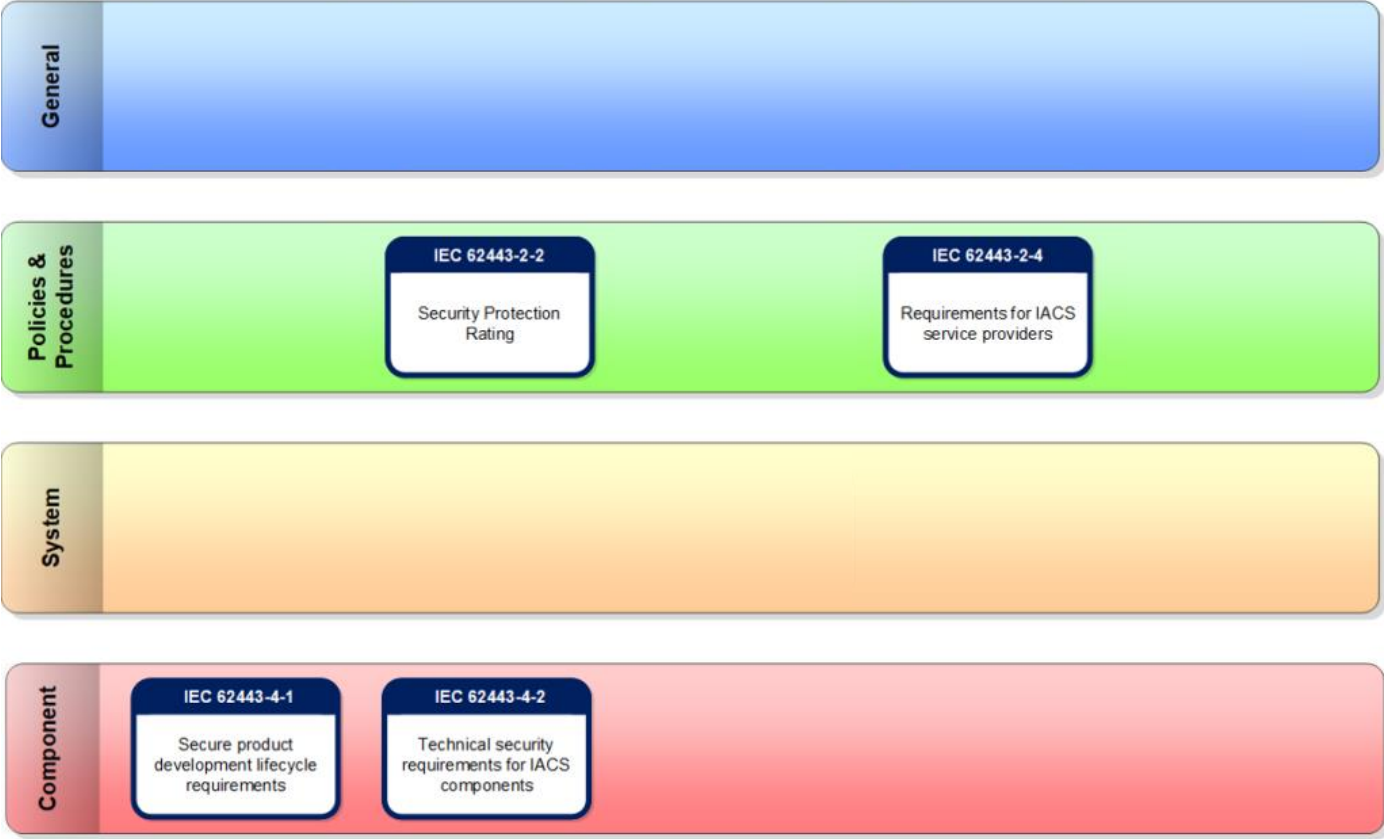 General
Policies &
Procedures
IEC 62443-2-2
Security Protection
Rating
IEC 62443-2-4
Requirements for IACS
service providers
System
Component
IEC 62443-4-1
Secure product
development lifecycle
requirements
IEC 62443-4-2
Technical security
requirements for IACS
components